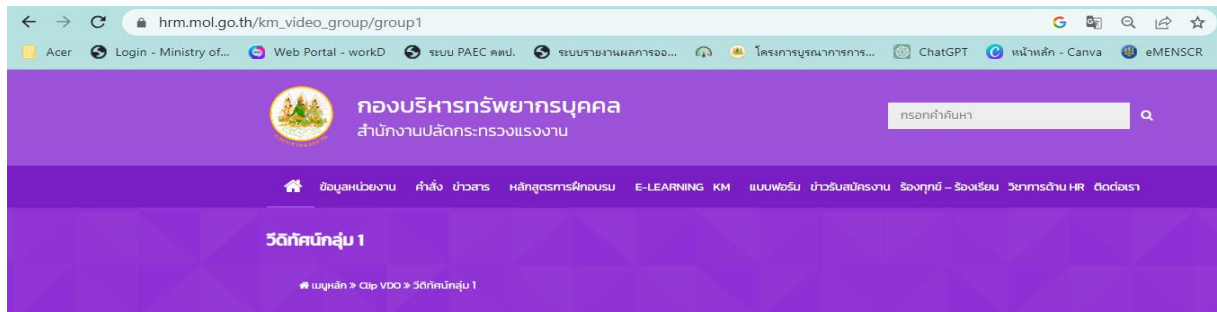 hrm.mol.go.th/km_video_group/group1
Acer Login - Ministry of... Web Portal - workD ระบบ PAEC คตป. ระบบรายงานผลการออ... โครงการบูรณาการการ... ChatGPT หน้าหลัก - Canva eMENSCR
กองบริหารทรัพยากรบุคคล
สำนักงานปลัดกระทรวงแรงงาน
กรอกคำค้นหา
ข้อมูลหน่วยงาน คำสั่ง ข่าวสาร หลักสูตรการฝึกอบรม E-LEARNING KM แบบฟอร์ม ข่าวรับสมัครงาน ร้องทุกข์ – ร้องเรียน วิชาการด้าน HR ติดต่อเรา
วีดิทัศน์กลุ่ม 1
เมนูหลัก » Clip VDO » วีดิทัศน์กลุ่ม 1